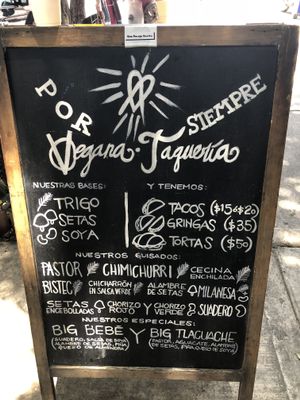 POR SIEMPRE
Vegana Taquería
NUESTRAS BASES:
TRIGO
SETAS
SOYA
Y TENEMOS:
TACOS ($15 ó $20)
GRINGAS ($35)
TORTAS ($50)
NUESTROS GUISADOS:
PASTOR CHIMICHURRI CECINA ENCHILADA
BISTEC CHICHARRÓN EN SALSA VERDE ALAMBRE DE SETAS MILANESA
SETAS ENCEBOLLADAS CHORIZO ROJO Y CHORIZO VERDE SUADERO
NUESTROS ESPECIALES:
BIG BEBÉ Y BIG TLACUACHE